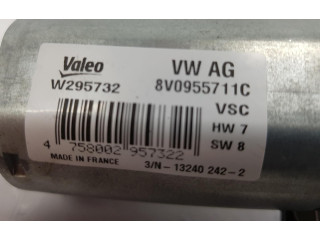 Valeo VW AG
W295732 8V0955711C
VSC
HW 7
4 758002 957322 SW 8
MADE IN FRANCE 3/N - 13240 242 - 2